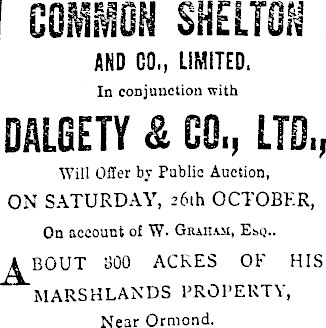 COMMON SHELTON
AND CO., LIMITED.
In conjunction with
DALGETY & CO., LTD.,
Will Offer by Public Auction,
ON SATURDAY, 26th OCTOBER,
On account of W. GRAHAM, ESQ..
ABOUT 800 ACRES OF HIS
MARSHLANDS PROPERTY,
Near Ormond.